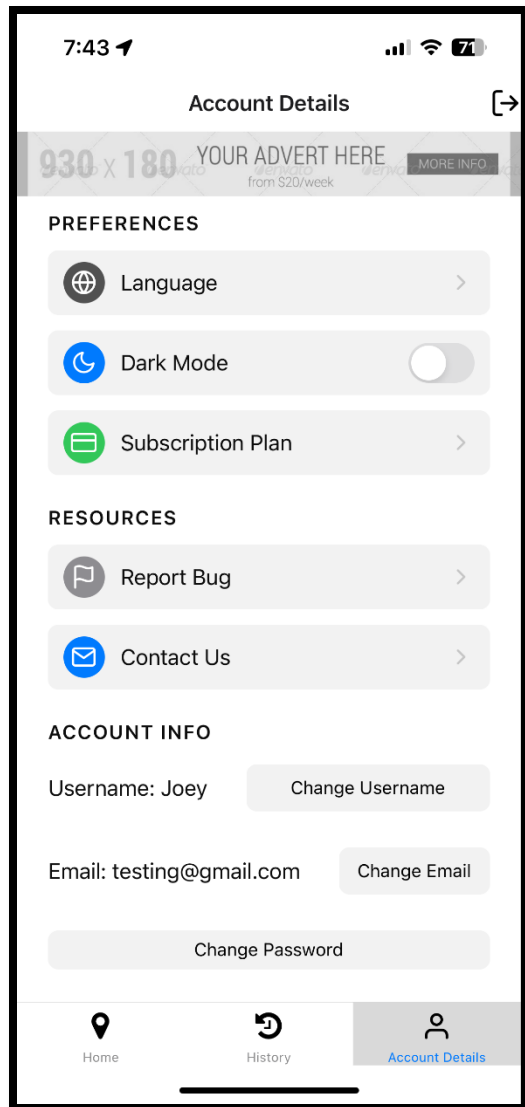 7:43
71
Account Details
930 x 180 YOUR ADVERT HERE MORE INFO
from $20/week
PREFERENCES
Language
Dark Mode
Subscription Plan
RESOURCES
Report Bug
Contact Us
ACCOUNT INFO
Username: Joey Change Username
Email: testing@gmail.com Change Email
Change Password
Home History Account Details